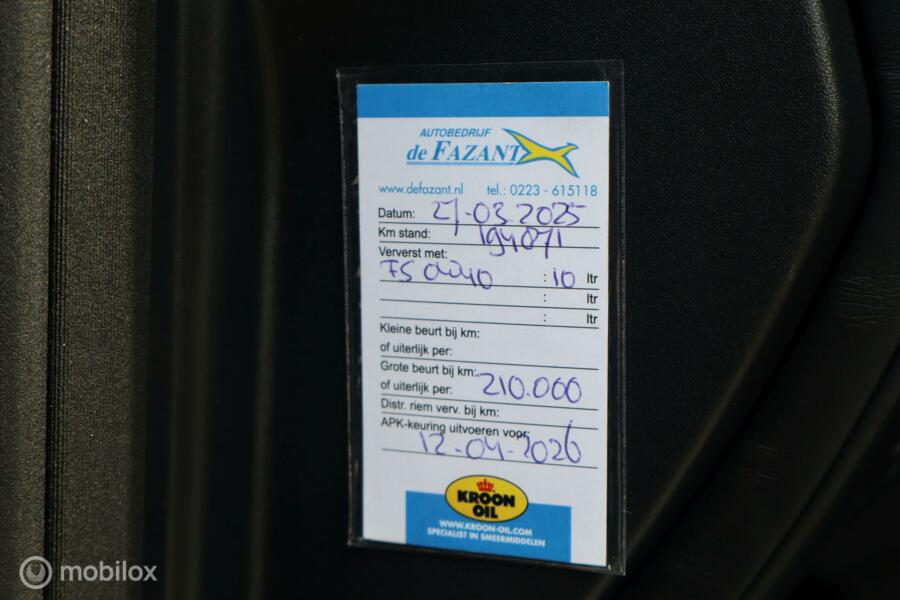 AUTOBEDRIJF
de FAZANT
www.defazant.nl tel.: 0223 - 615118
Datum: 27-03 2025
Km stand: 194071
Ververst met:
FS 0W40 : 10 ltr
: ltr
: ltr
Kleine beurt bij km:
of uiterlijk per:
Grote beurt bij km:
of uiterlijk per: 210.000
Distr. riem verv. bij km:
APK-keuring uitvoeren voor:
12-04-2026
KROON
OIL
WWW.KROON-OIL.COM
SPECIALIST IN SMEERMIDDELEN
mobilox